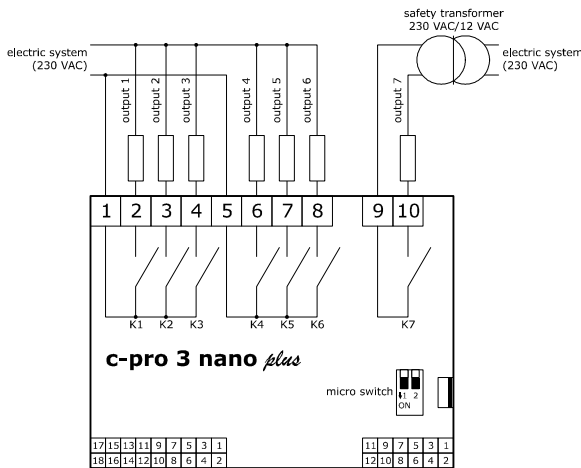 safety transformer
230 VAC/12 VAC
electric system
(230 VAC)
electric system
(230 VAC)
output 1
output 2
output 3
output 4
output 5
output 6
output 7
1 2 3 4 5 6 7 8 9 10
K1 K2 K3 K4 K5 K6 K7
c-pro 3 nano plus
micro switch
1 2
ON
17 15 13 11 9 7 5 3 1
18 16 14 12 10 8 6 4 2
11 9 7 5 3 1
12 10 8 6 4 2